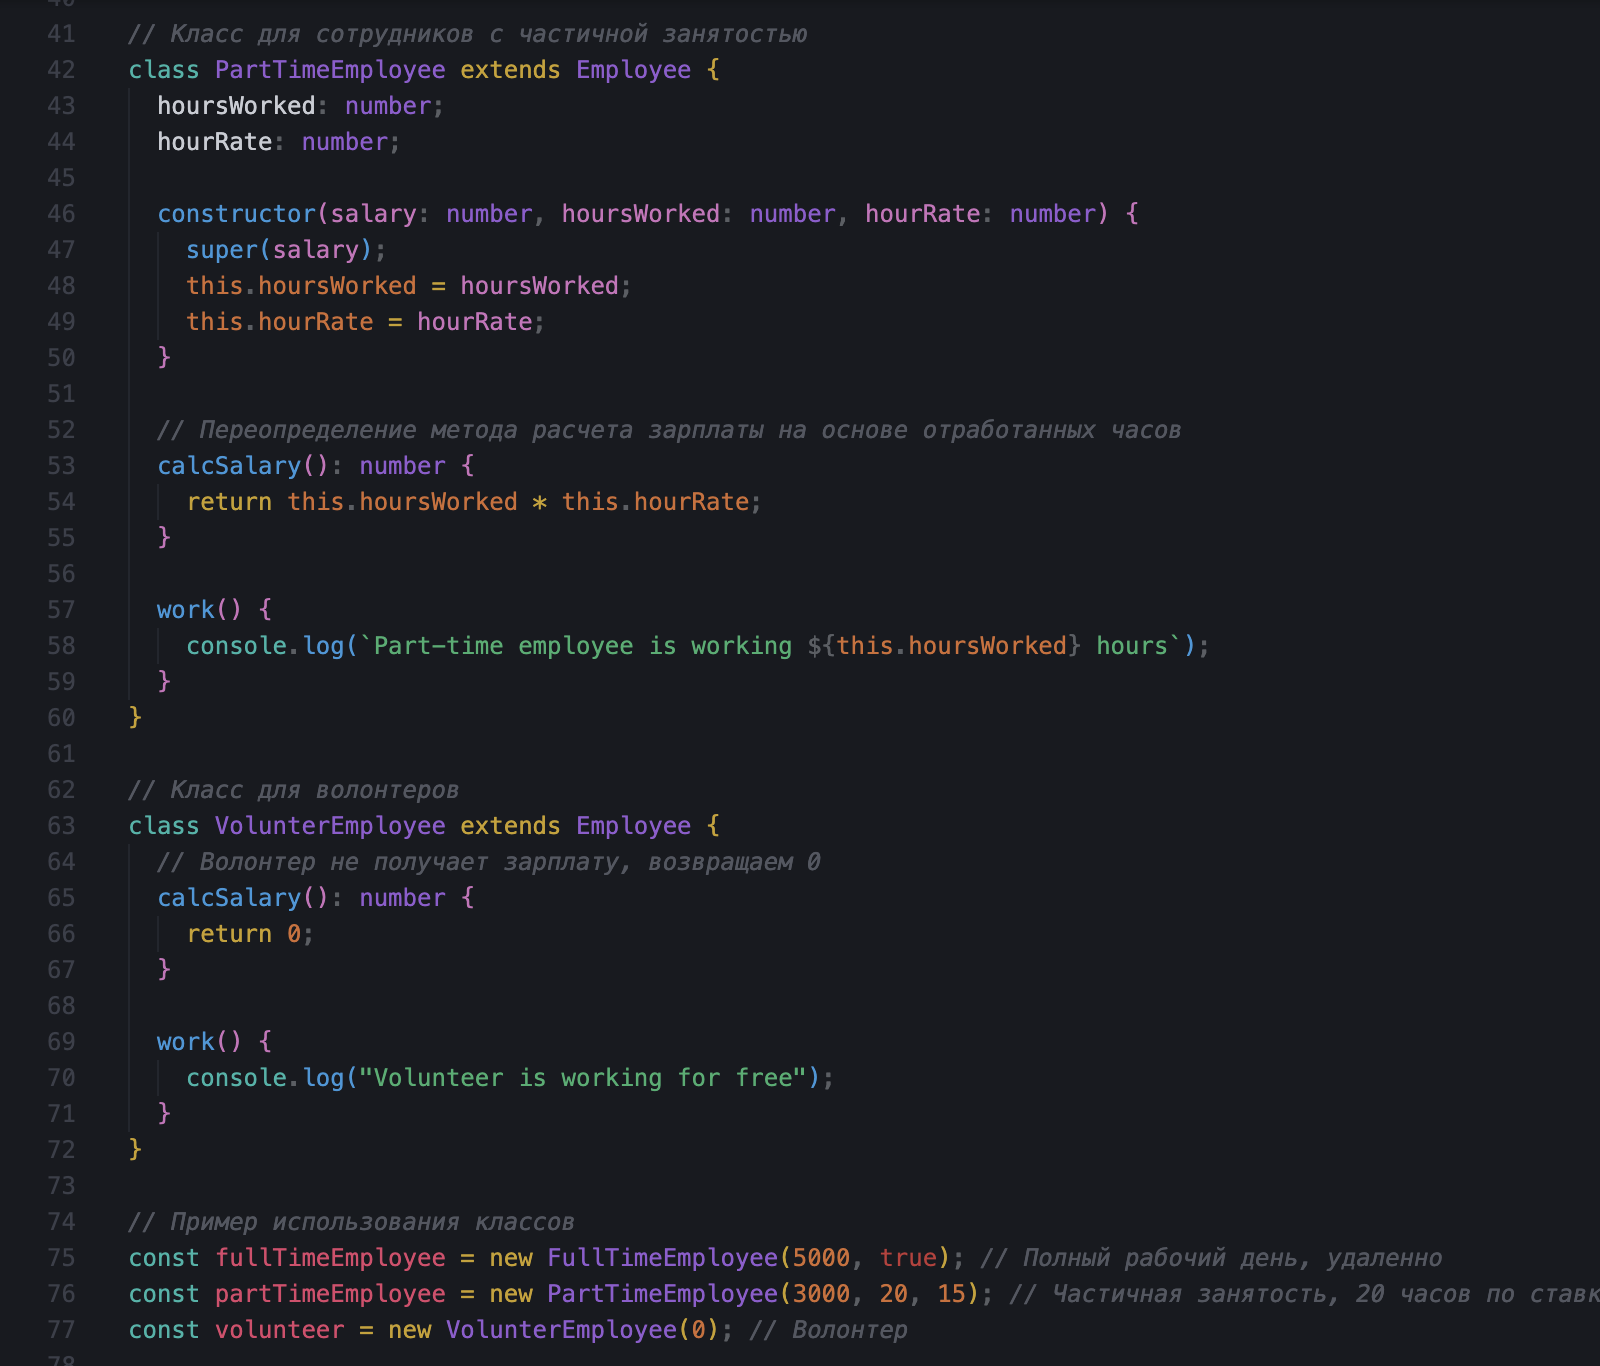 41 // Класс для сотрудников с частичной занятостью
42 class PartTimeEmployee extends Employee {
43 hoursWorked: number;
44 hourRate: number;
45
46 constructor(salary: number, hoursWorked: number, hourRate: number) {
47 super(salary);
48 this.hoursWorked = hoursWorked;
49 this.hourRate = hourRate;
50 }
51
52 // Переопределение метода расчета зарплаты на основе отработанных часов
53 calcSalary(): number {
54 return this.hoursWorked * this.hourRate;
55 }
56
57 work() {
58 console.log(`Part-time employee is working ${this.hoursWorked} hours`);
59 }
60 }
61
62 // Класс для волонтеров
63 class VolunterEmployee extends Employee {
64 // Волонтер не получает зарплату, возвращаем 0
65 calcSalary(): number {
66 return 0;
67 }
68
69 work() {
70 console.log("Volunteer is working for free");
71 }
72 }
73
74 // Пример использования классов
75 const fullTimeEmployee = new FullTimeEmployee(5000, true); // Полный рабочий день, удаленно
76 const partTimeEmployee = new PartTimeEmployee(3000, 20, 15); // Частичная занятость, 20 часов по ставк
77 const volunteer = new VolunterEmployee(0); // Волонтер
78